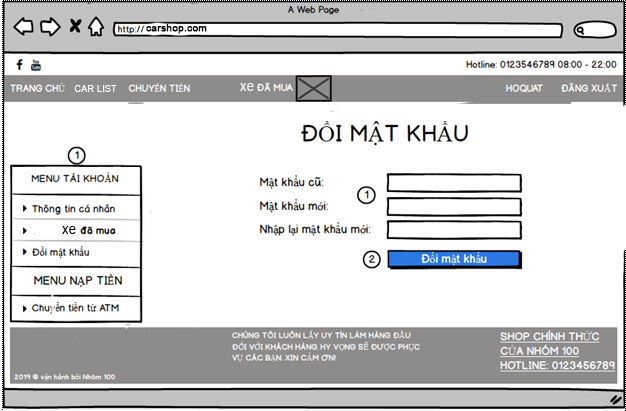 A Web Page
http://carshop.com
f You Tube
Hotline: 0123546789 08:00 - 22:00
TRANG CHỦ CAR LIST CHUYỂN TIỀN Xe ĐÃ MUA HOQUAT ĐĂNG XUẤT
ĐỔI MẬT KHẨU
1
MENU TÀI KHOẢN
Thông tin cá nhân
Xe đã mua
Đổi mật khẩu
MENU NẠP TIỀN
Chuyển tiền từ ATM
Mật khẩu cũ:
1
Mật khẩu mới:
Nhập lại mật khẩu mới:
2 Đổi mật khẩu
CHÚNG TÔI LUÔN LẤY UY TÍN LÀM HÀNG ĐẦU
ĐỐI VỚI KHÁCH HÀNG. HY VỌNG SẼ ĐƯỢC PHỤC
VỤ CÁC BẠN. XIN CẢM ƠN!
SHOP CHÍNH THỨC
CỦA NHÓM 100
HOTLINE: 0123456789
2019 © vận hành bởi Nhóm 100